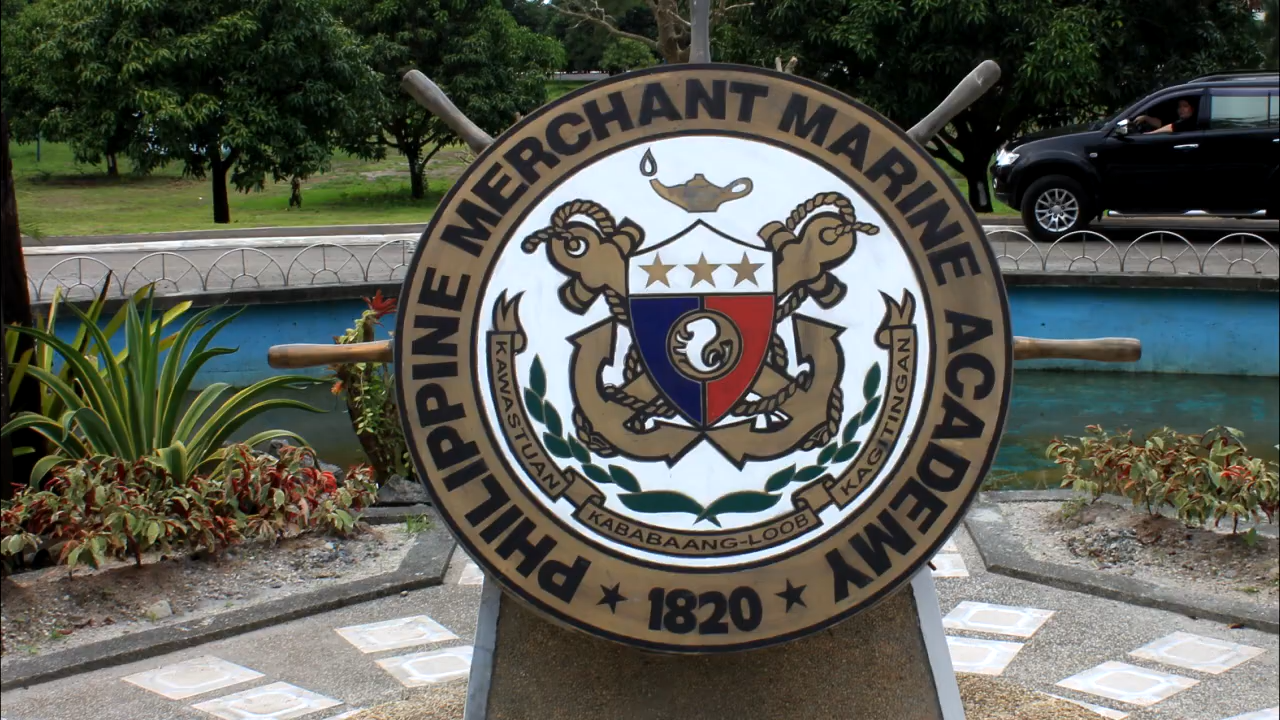 PHILIPPINE MERCHANT MARINE ACADEMY
KAWASTUAN
KABABAANG-LOOB
KAGITINGAN
1820